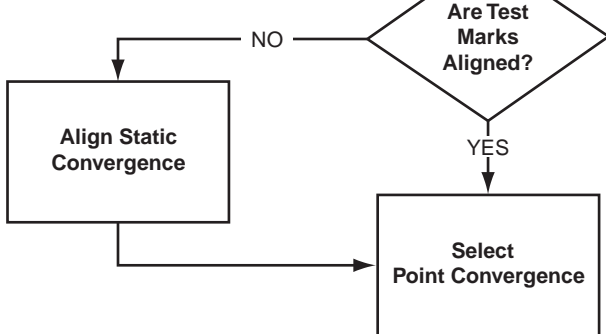 Are Test
Marks
Aligned?
NO
Align Static
Convergence
YES
Select
Point Convergence